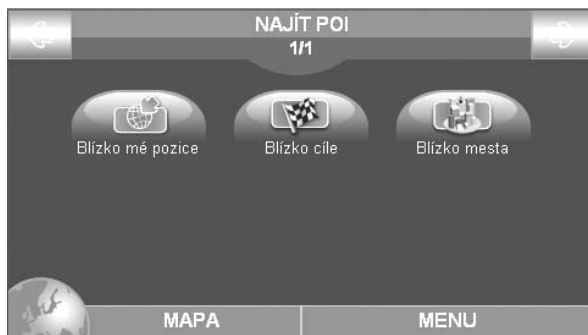 NAJÍT POI
1/1
Blízko mé pozice
Blízko cíle
Blízko mesta
MAPA
MENU